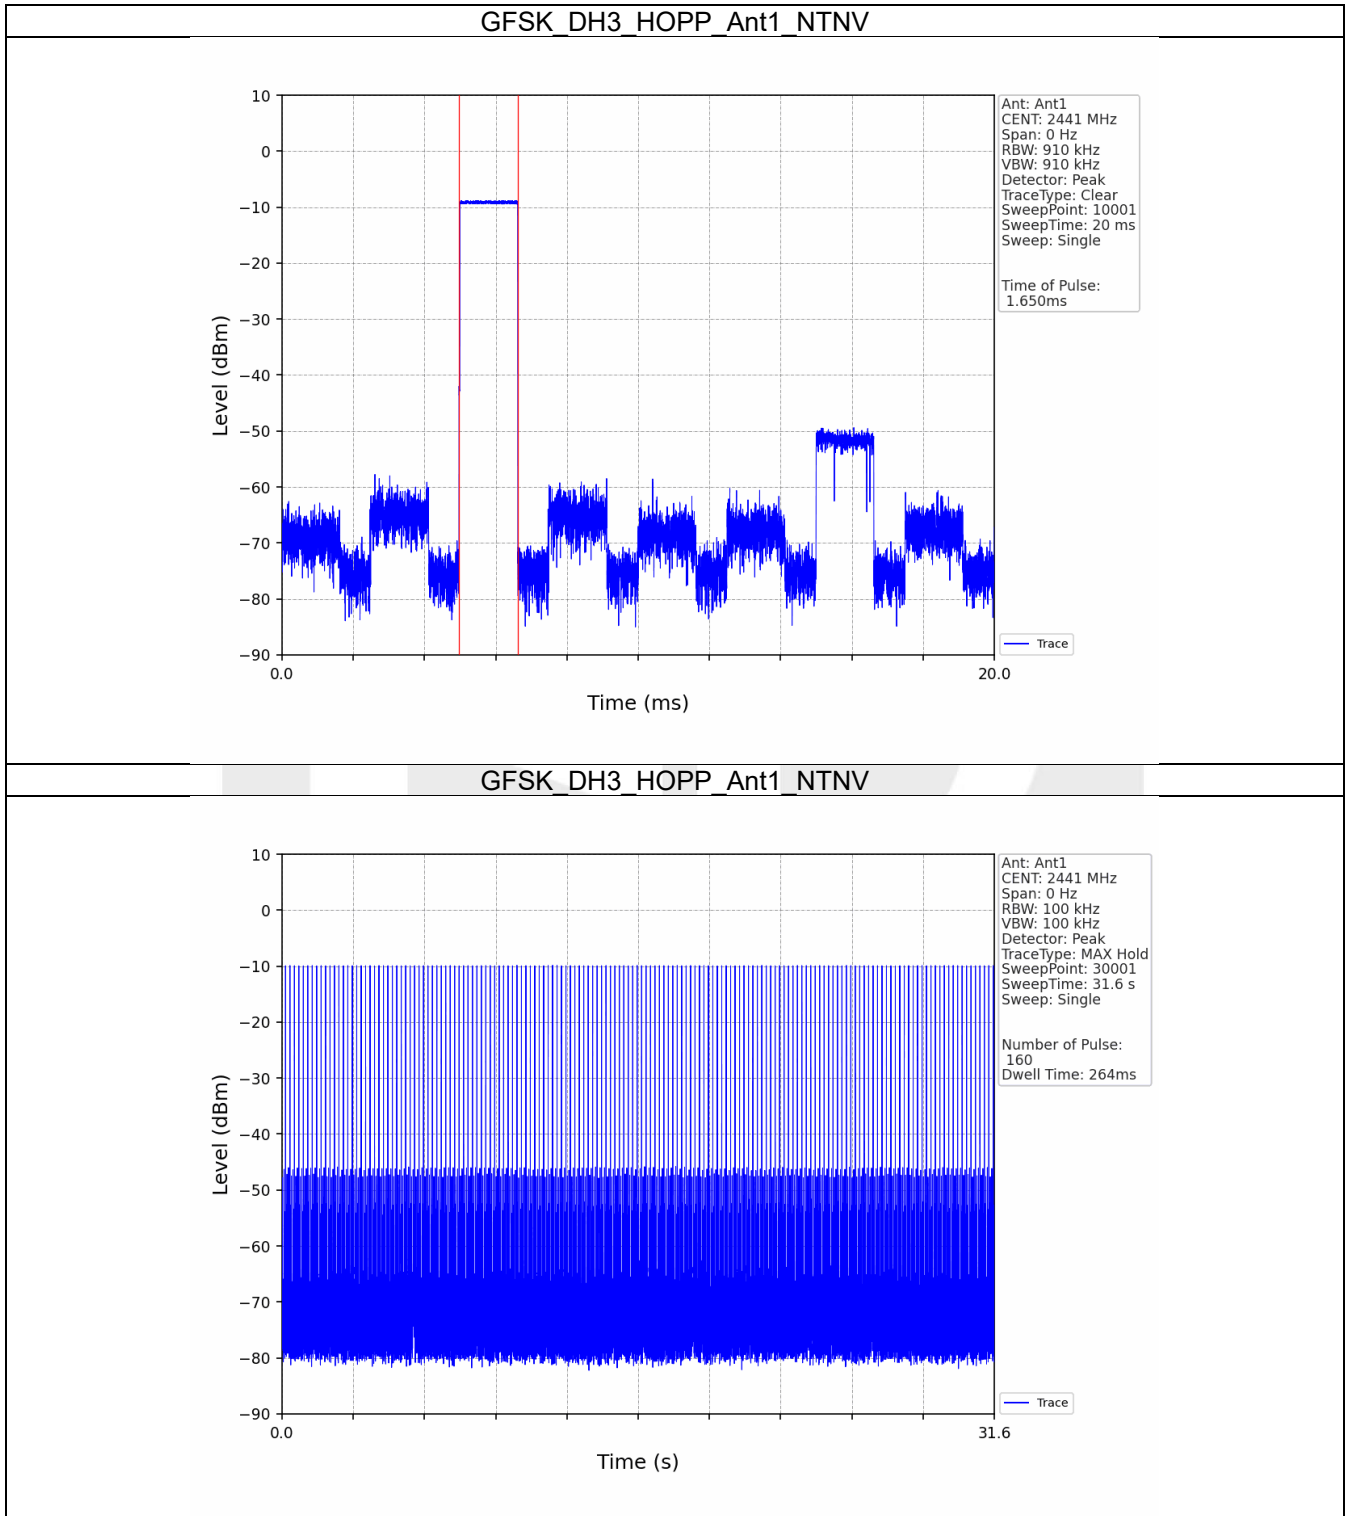 GFSK_DH3_HOPP_Ant1_NTNV
10
0
−10
−20
−30
−40
−50
−60
−70
−80
−90
Level (dBm)
0.0
20.0
Time (ms)
Ant: Ant1
CENT: 2441 MHz
Span: 0 Hz
RBW: 910 kHz
VBW: 910 kHz
Detector: Peak
TraceType: Clear
SweepPoint: 10001
SweepTime: 20 ms
Sweep: Single
Time of Pulse:
1.650ms
Trace
GFSK_DH3_HOPP_Ant1_NTNV
10
0
−10
−20
−30
−40
−50
−60
−70
−80
−90
Level (dBm)
0.0
31.6
Time (s)
Ant: Ant1
CENT: 2441 MHz
Span: 0 Hz
RBW: 100 kHz
VBW: 100 kHz
Detector: Peak
TraceType: MAX Hold
SweepPoint: 30001
SweepTime: 31.6 s
Sweep: Single
Number of Pulse:
160
Dwell Time: 264ms
Trace